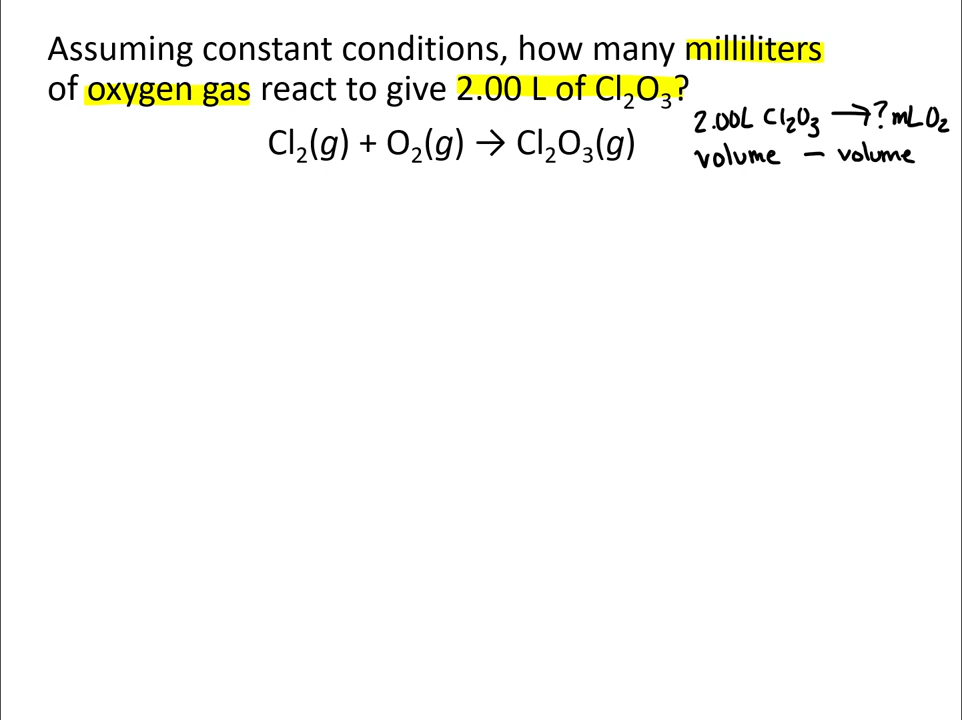 Assuming constant conditions, how many milliliters
of oxygen gas react to give 2.00 L of Cl₂O₃?
2.00L Cl₂O₃ → ? mL O₂
Cl₂(g) + O₂(g) → Cl₂O₃(g)
volume – volume